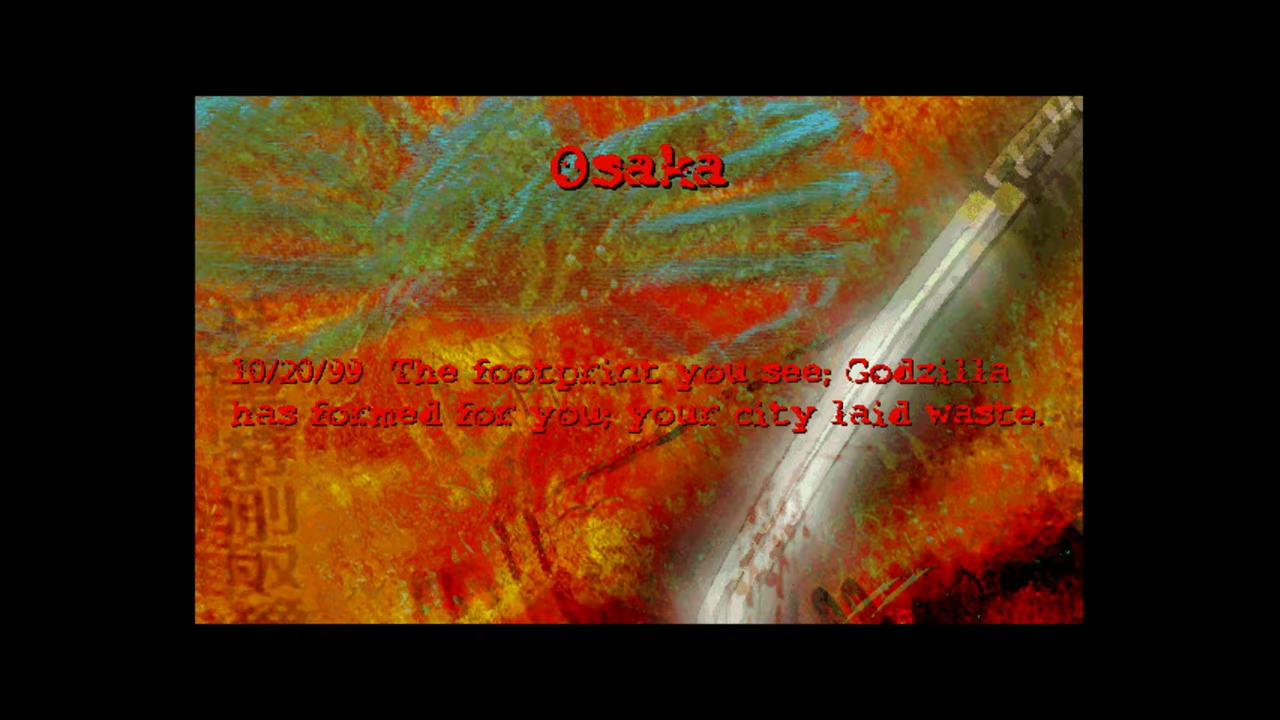 Osaka
10/20/99 The footprint you see; Godzilla
has formed for you; your city laid waste.